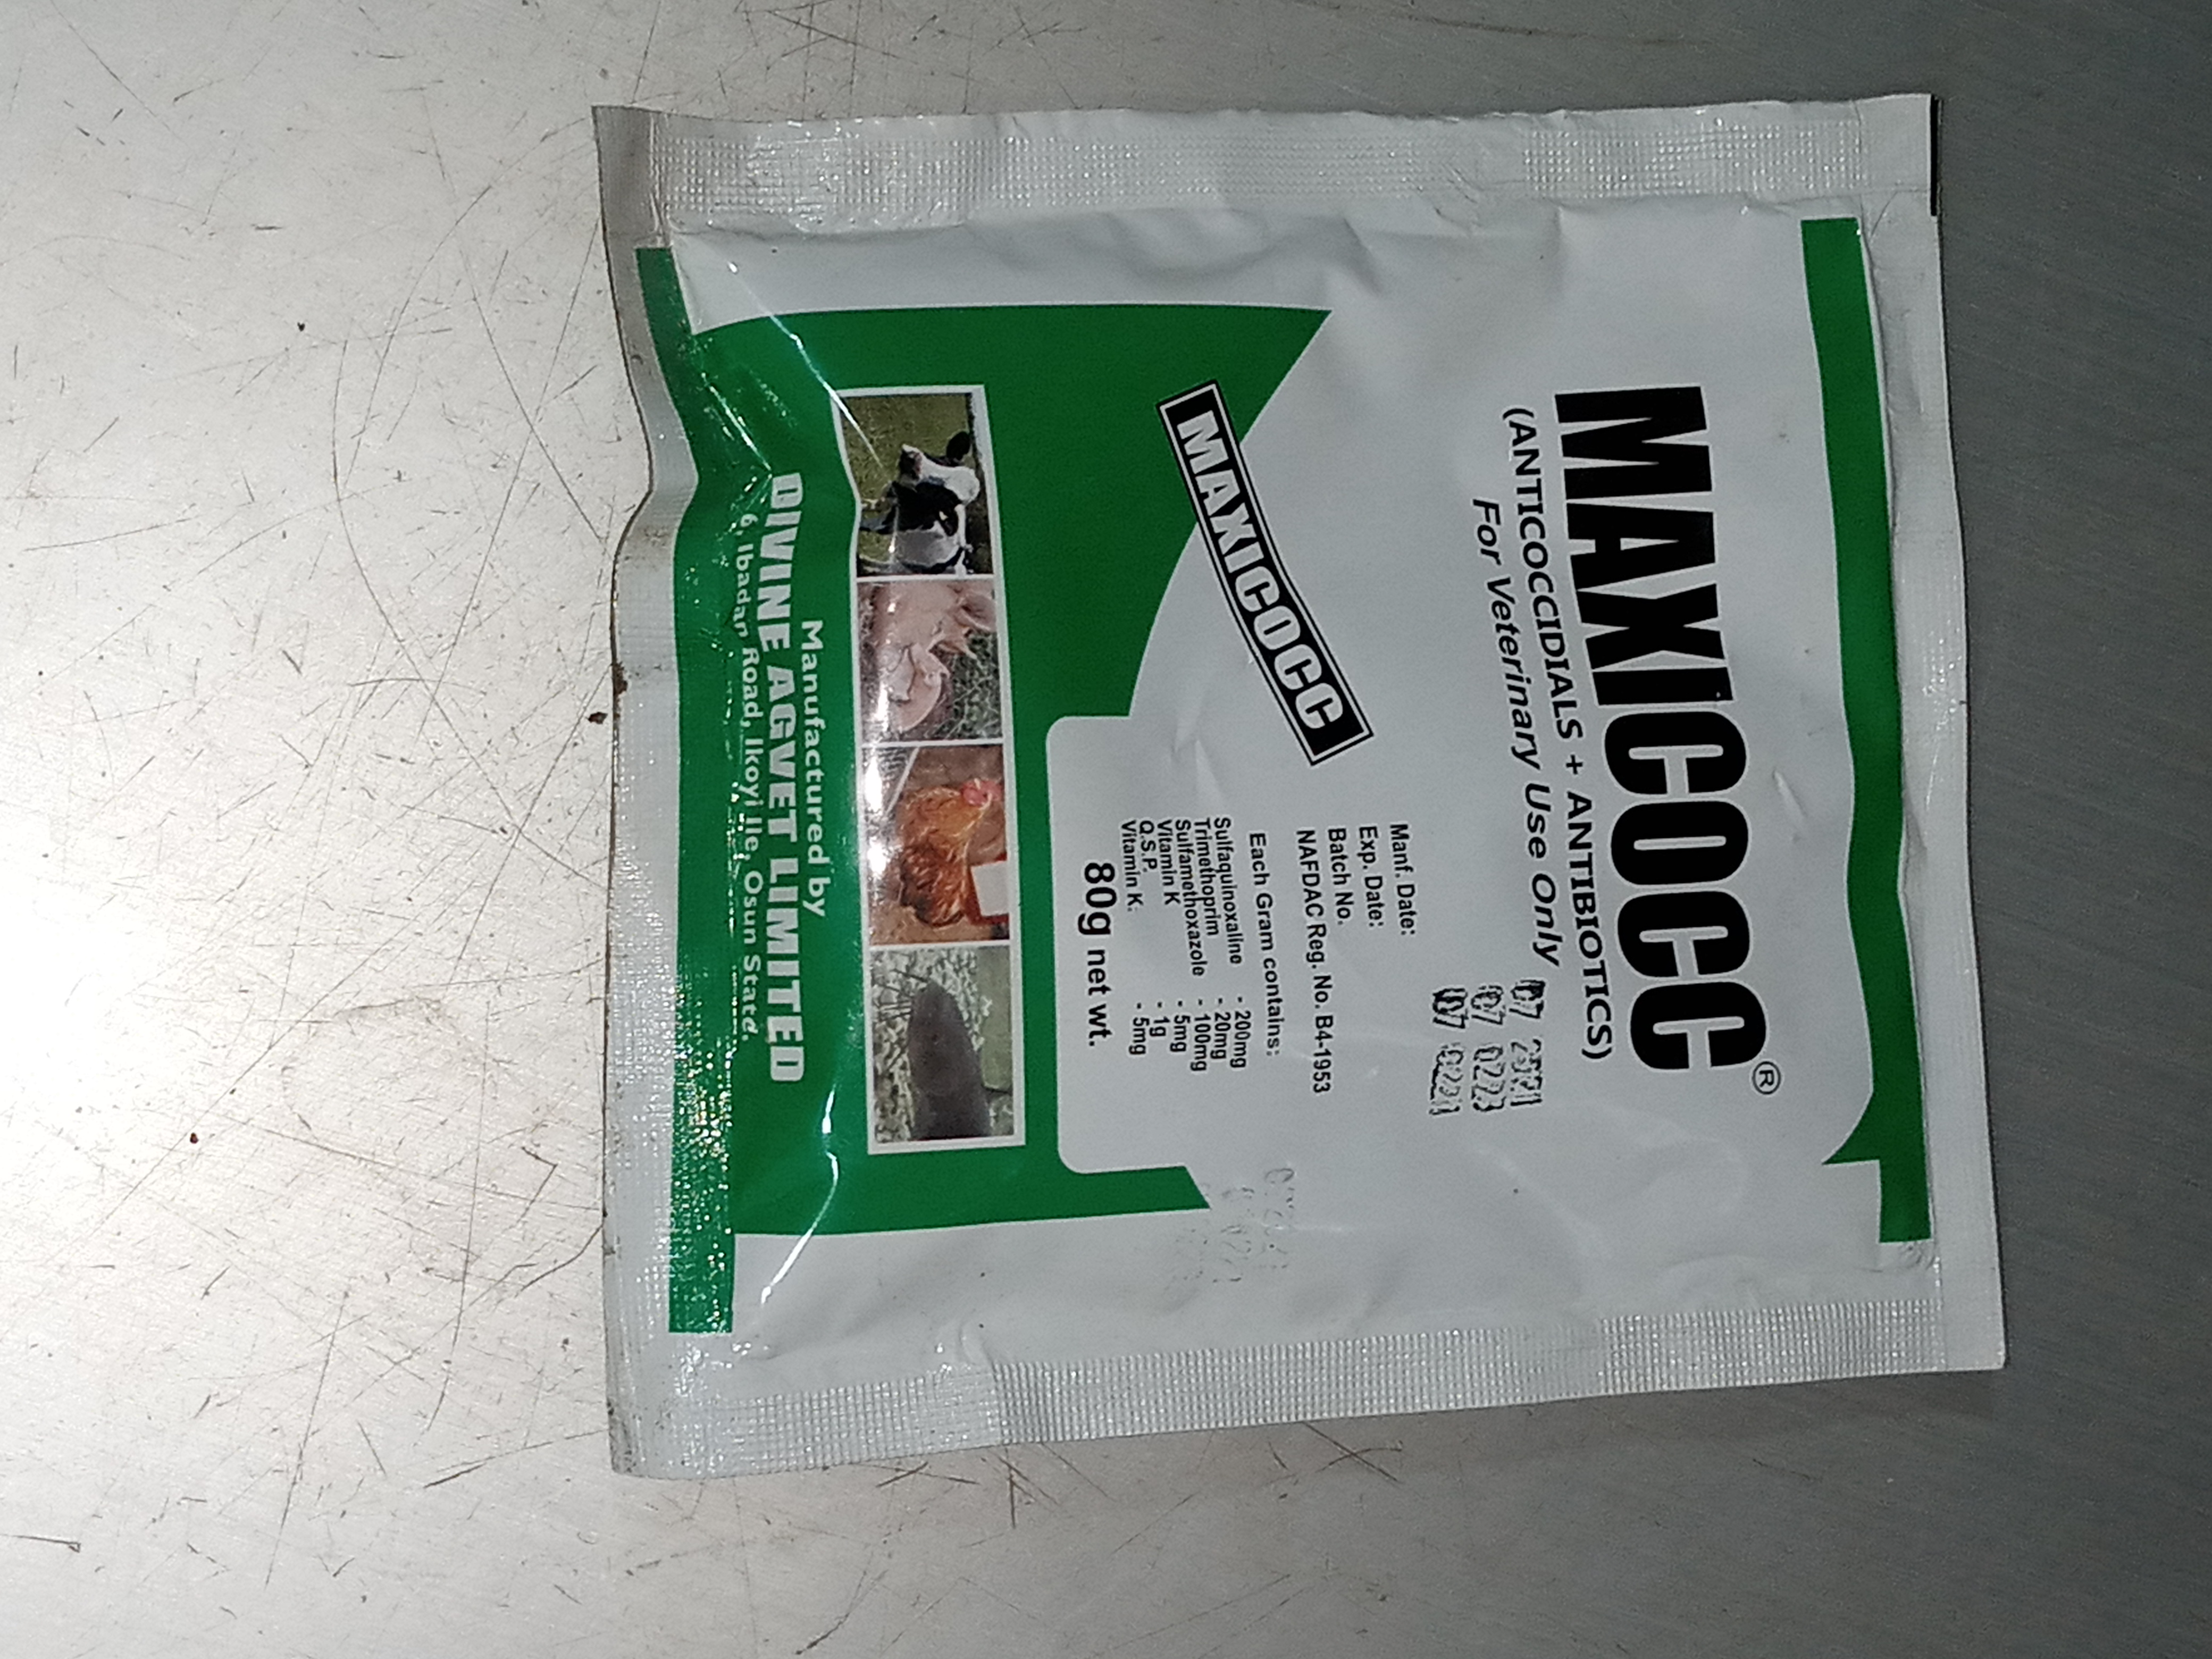 MAXICOCC®
(ANTICOCCIDIALS + ANTIBIOTICS)
For Veterinary Use Only
07 2021
07 0223
07 0221
Manf. Date:
Exp. Date:
Batch No.
NAFDAC Reg. No. B4-1953
MAXICOCC
Each Gram contains:
Sulfaquinoxaline - 200mg
Trimethoprim - 20mg
Sulfamethoxazole - 100mg
Vitamin K - 5mg
Q.S.P. - 1g
Vitamin K. - 5mg
80g net wt.
Manufactured by
DIVINE AGVET LIMITED
6, Ibadan Road, Ikoyi Ile, Osun State.